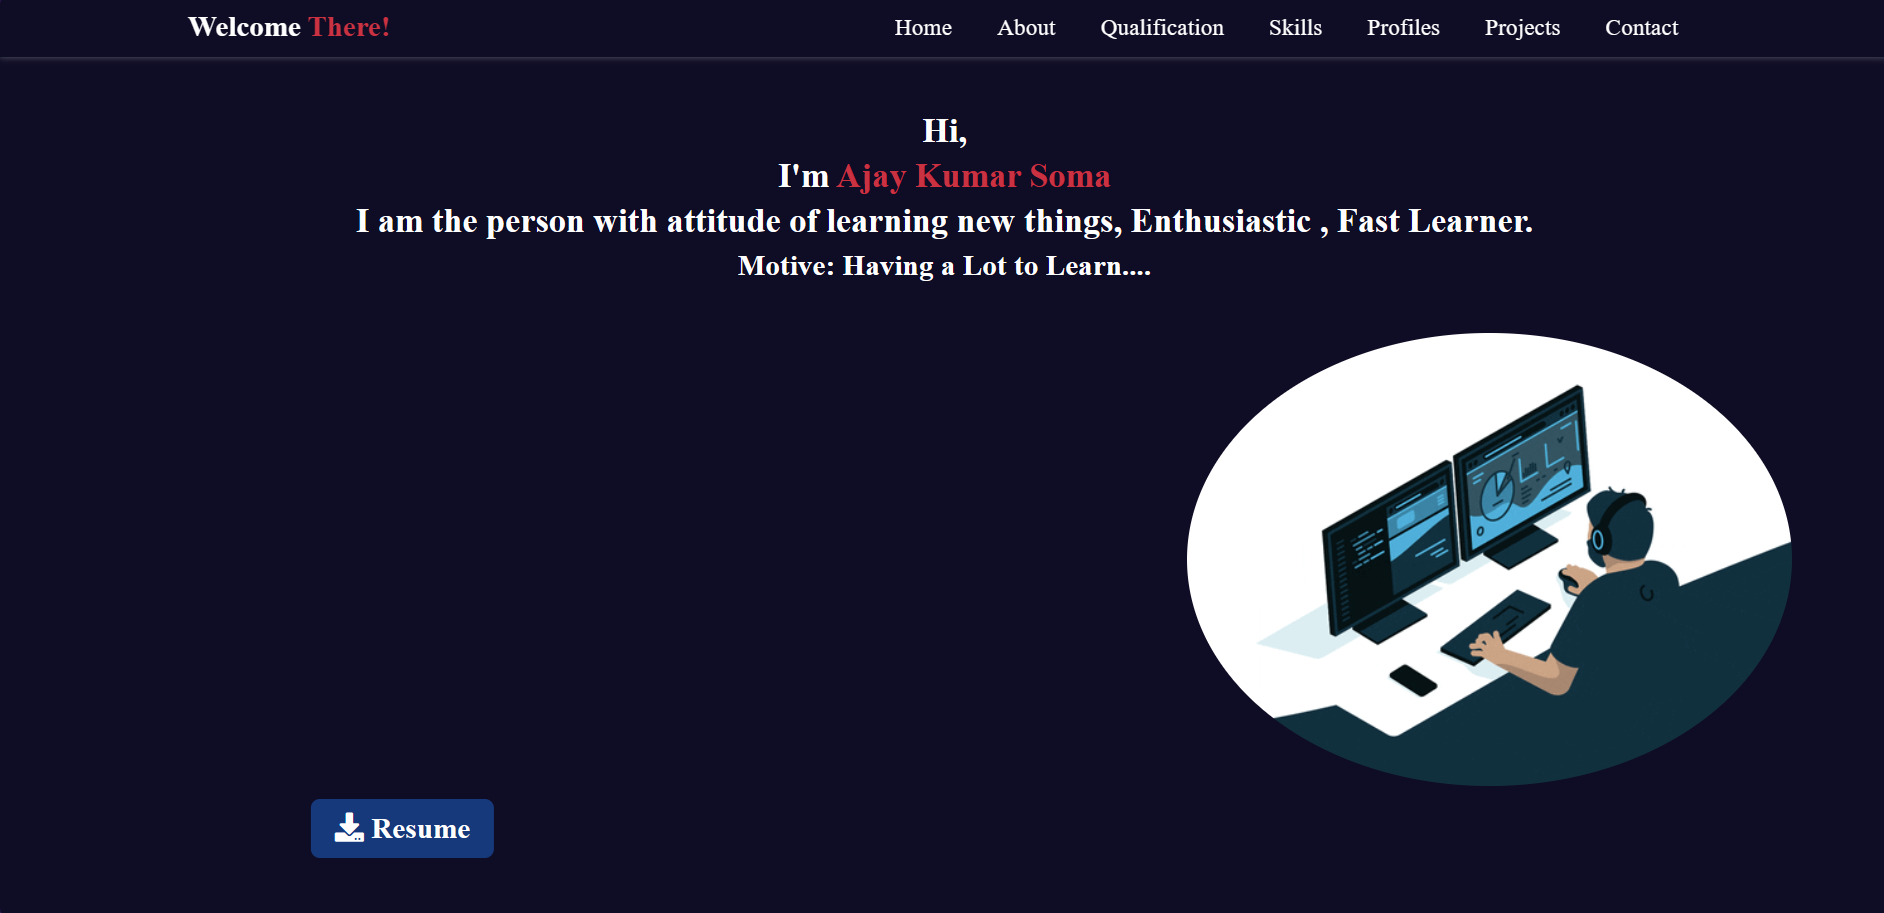 Welcome There!
Home About Qualification Skills Profiles Projects Contact
Hi,
I'm Ajay Kumar Soma
I am the person with attitude of learning new things, Enthusiastic , Fast Learner.
Motive: Having a Lot to Learn....
Resume